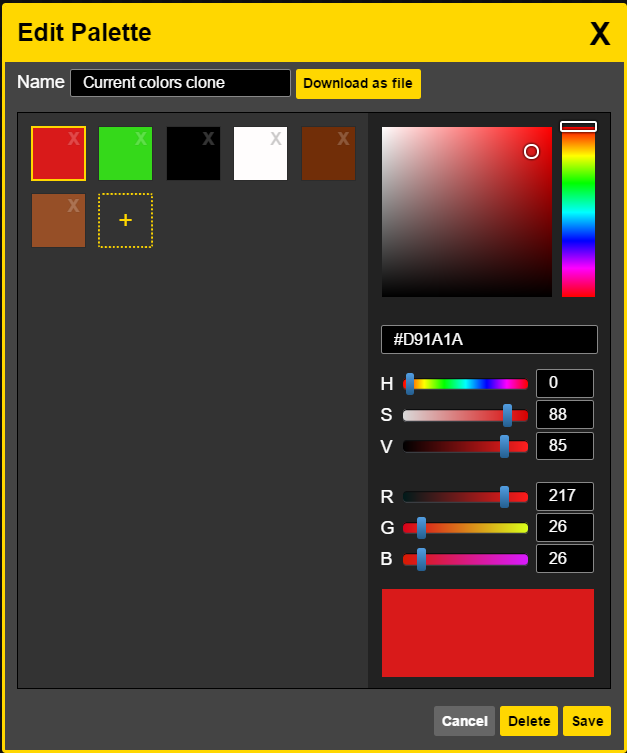 Edit Palette X
Name Current colors clone Download as file
X X X X X
X +
#D91A1A
H 0
S 88
V 85
R 217
G 26
B 26
Cancel Delete Save